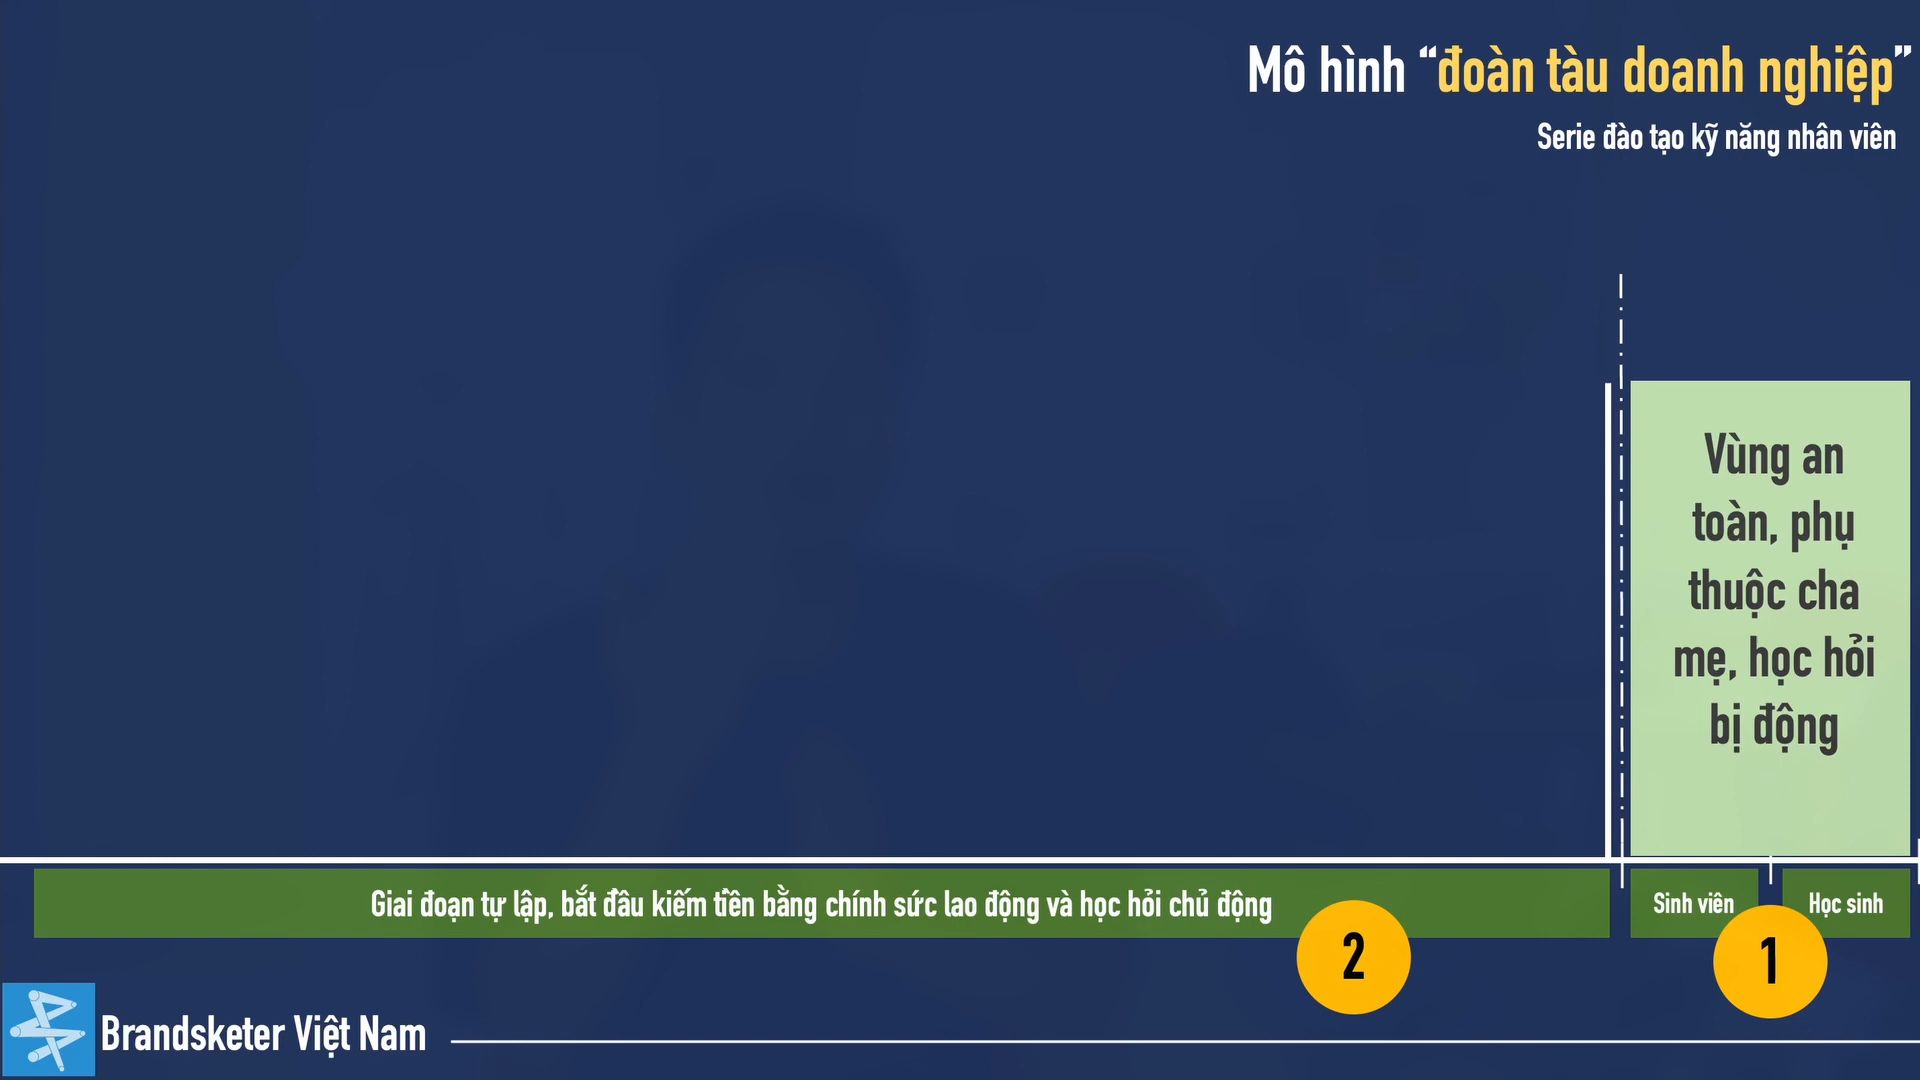 Mô hình “đoàn tàu doanh nghiệp”
Serie đào tạo kỹ năng nhân viên
Vùng an
toàn, phụ
thuộc cha
mẹ, học hỏi
bị động
Giai đoạn tự lập, bắt đầu kiếm tiền bằng chính sức lao động và học hỏi chủ động
Sinh viên
Học sinh
2
1
Brandsketer Việt Nam